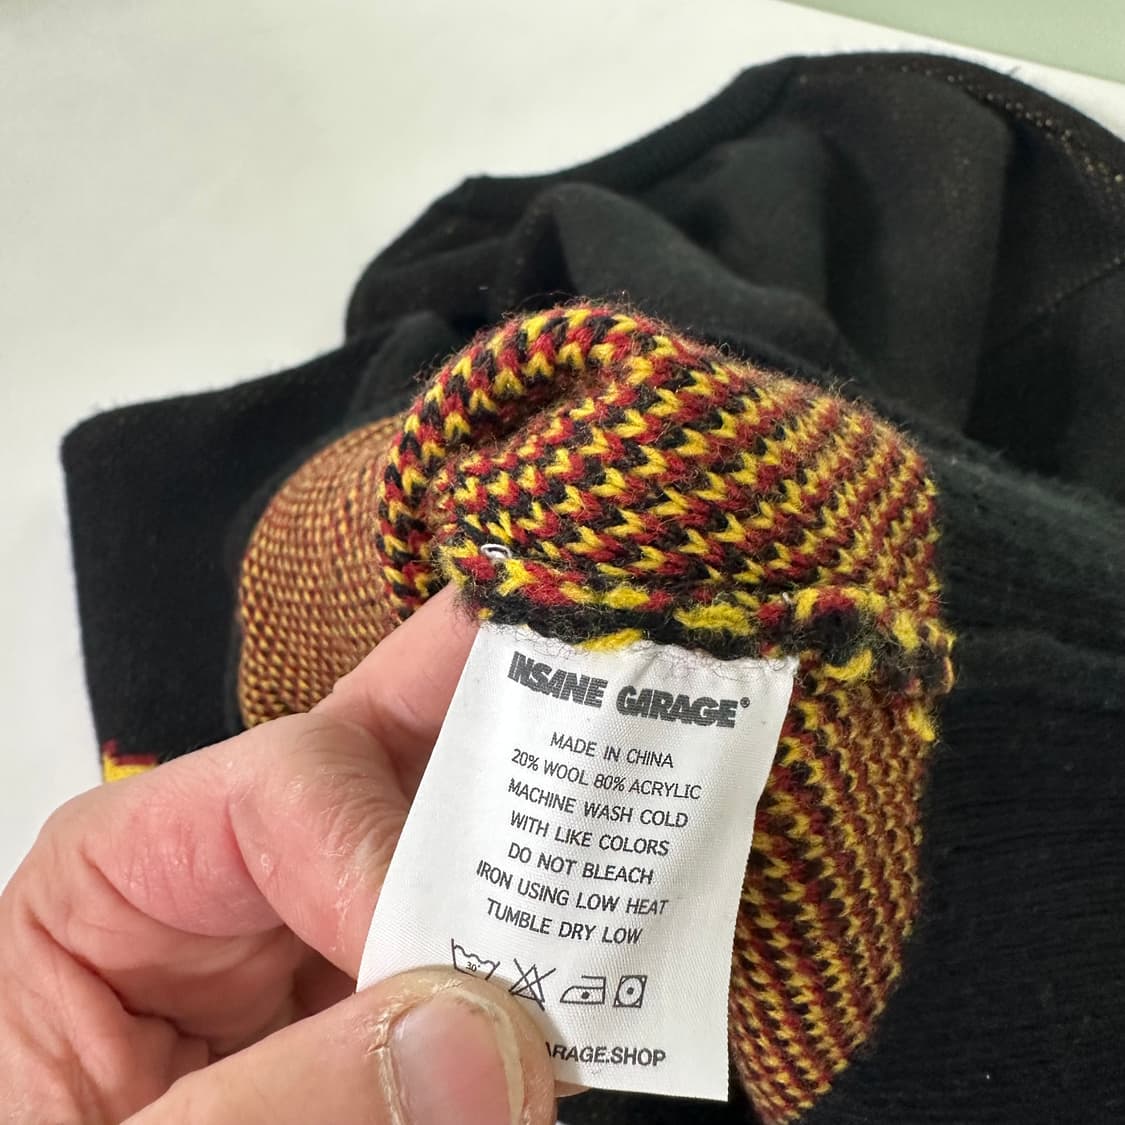 INSANE GARAGE®
MADE IN CHINA
20% WOOL 80% ACRYLIC
MACHINE WASH COLD
WITH LIKE COLORS
DO NOT BLEACH
IRON USING LOW HEAT
TUMBLE DRY LOW
30°
ARAGE.SHOP